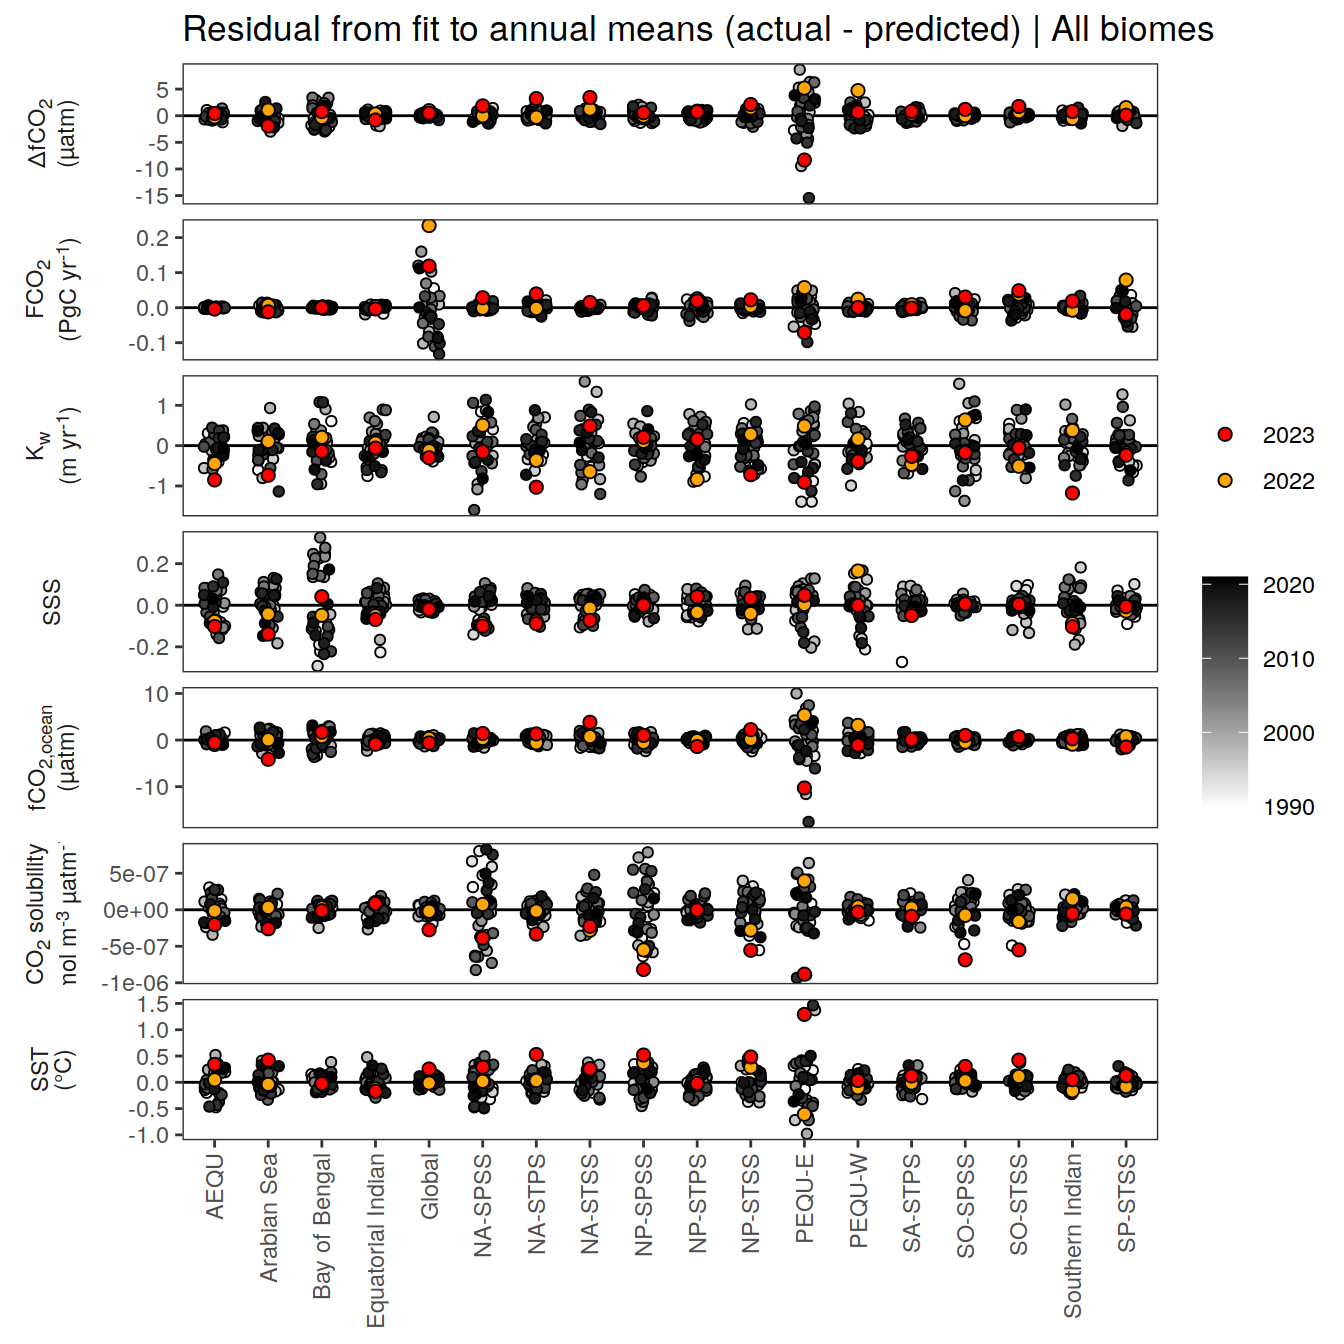 Residual from fit to annual means (actual - predicted) | All biomes
ΔfCO2
(µatm)
5
0
-5
-10
-15
FCO2
(PgC yr-1)
0.2
0.1
0.0
-0.1
Kw
(m yr-1)
1
0
-1
SSS
0.2
0.0
-0.2
fCO2,ocean
(µatm)
10
0
-10
CO2 solubility
mol m-3 µatm-
5e-07
0e+00
-5e-07
-1e-06
SST
(°C)
1.5
1.0
0.5
0.0
-0.5
-1.0
AEQU
Arabian Sea
Bay of Bengal
Equatorial Indian
Global
NA-SPSS
NA-STPS
NA-STSS
NP-SPSS
NP-STPS
NP-STSS
PEQU-E
PEQU-W
SA-STPS
SO-SPSS
SO-STSS
Southern Indian
SP-STSS
2023
2022
2020
2010
2000
1990